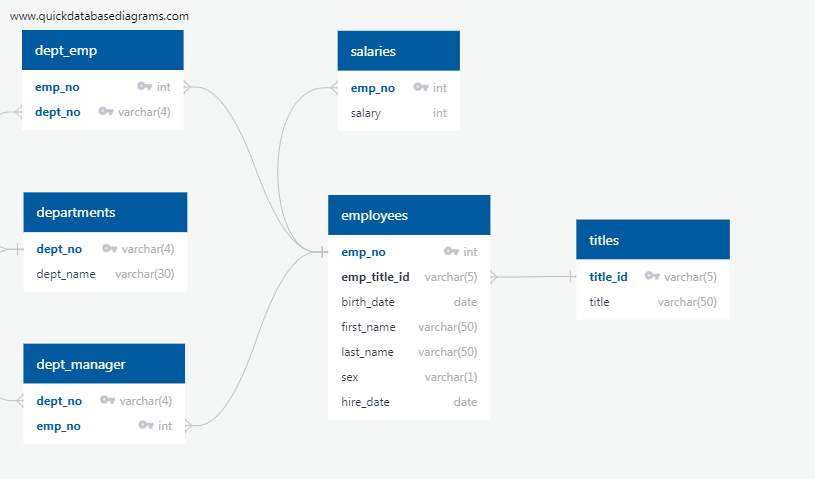 www.quickdatabasediagrams.com
dept_emp
emp_no int
dept_no varchar(4)
salaries
emp_no int
salary int
departments
dept_no varchar(4)
dept_name varchar(30)
employees
emp_no int
emp_title_id varchar(5)
birth_date date
first_name varchar(50)
last_name varchar(50)
sex varchar(1)
hire_date date
titles
title_id varchar(5)
title varchar(50)
dept_manager
dept_no varchar(4)
emp_no int